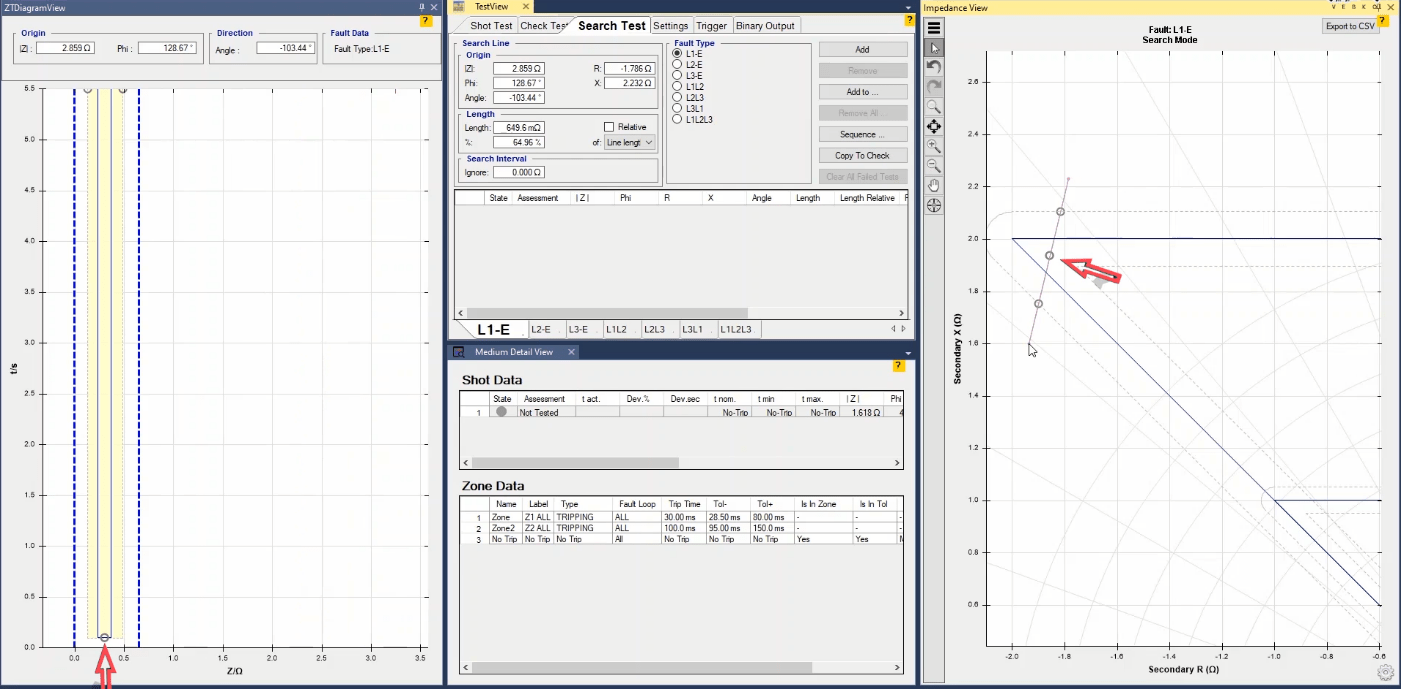 ZTDiagramView
?
Origin
|Z|: 2.859 Ω Phi : 128.67 °
Direction
Angle : -103.44 °
Fault Data
Fault Type:L1-E
t/s
5.0
4.5
4.0
3.5
3.0
2.5
2.0
1.5
1.0
0.5
0.0
0.0 0.5 1.0 1.5 2.0 2.5 3.0 3.5
Z/Ω
TestView
Shot Test Search Test Settings Trigger Binary Output
?
Search Line
Origin
|Z|: 2.859 Ω R: -1.786 Ω
Phi: 128.67 ° X: 2.232 Ω
Angle: -103.44 °
Length
Length: 649.6 mΩ Relative
%: 64.96 % of:
Search Interval
Ignore: 0.000 Ω
Fault Type
L1-E
L2-E
L3-E
L1L2
L2L3
L3L1
L1L2L3
Add
Remove
Add to ...
Remove All ...
Sequence ...
Copy To Check
Clear All Failed Tests
State Assessment |Z| Phi R X Angle Length Length Relative
L1-E L2-E L3-E L1L2 L2L3 L3L1 L1L2L3
Medium Detail View
?
Shot Data
State Assessment t act. Dev.% Dev.sec t nom. t min t max. |Z| Phi
1 Not Tested No-Trip No-Trip No-Trip 1.618 Ω 4
Zone Data
Name Label Type Fault Loop Trip Time Tol- Tol+ Is In Zone Is In Tol
1 Zone Z1 ALL TRIPPING ALL 30.00 ms 28.50 ms 80.00 ms - - -
2 Zone2 Z2 ALL TRIPPING ALL 100.0 ms 95.00 ms 150.0 ms - - -
3 No Trip No Trip No Trip All No Trip No Trip No Trip Yes Yes
Impedance View
Fault: L1-E
Search Mode
Export to CSV
?
Secondary X (Ω)
2.6
2.4
2.2
2.0
1.8
1.6
1.4
1.2
1.0
0.8
0.6
-2.0 -1.8 -1.6 -1.4 -1.2 -1.0 -0.8 -0.6
Secondary R (Ω)